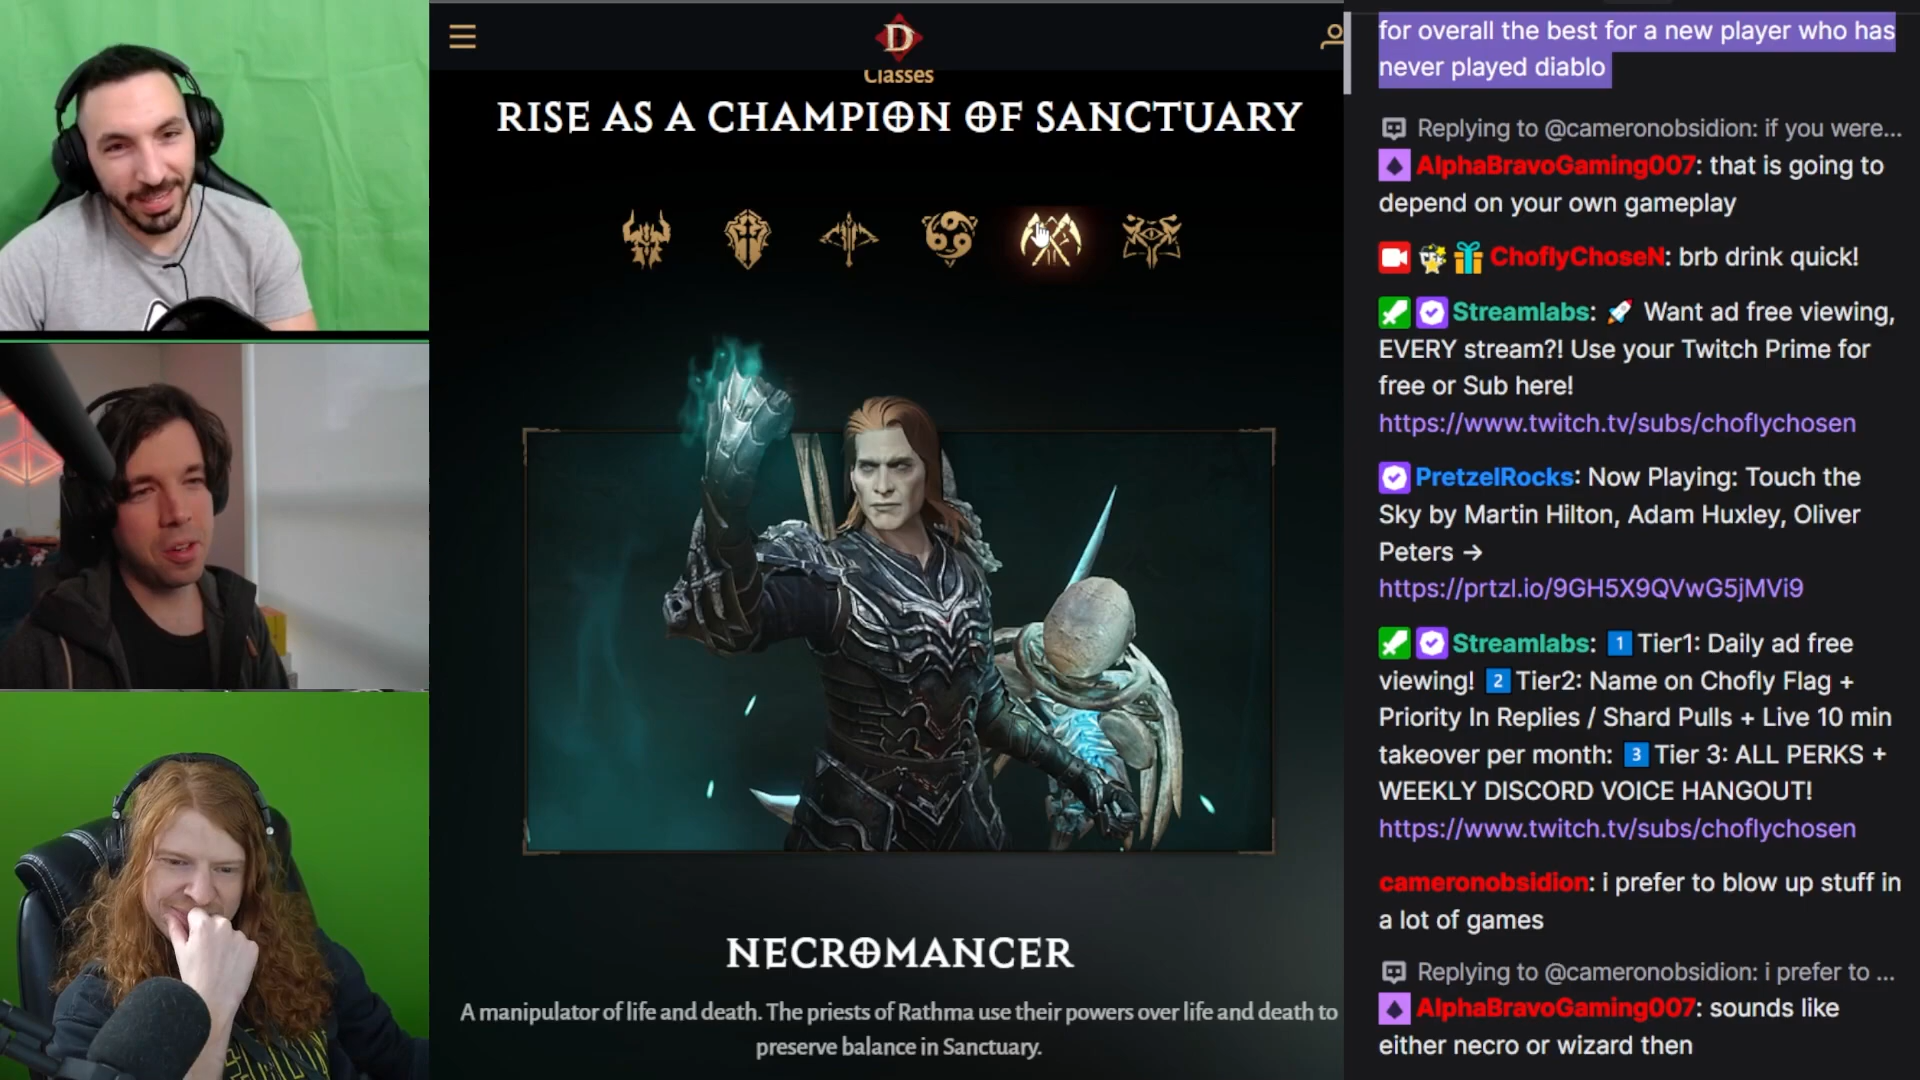 Classes
RISE AS A CHAMPION OF SANCTUARY
NECROMANCER
A manipulator of life and death. The priests of Rathma use their powers over life and death to
preserve balance in Sanctuary.
for overall the best for a new player who has
never played diablo
Replying to @cameronobsidion: if you were...
AlphaBravoGaming007: that is going to
depend on your own gameplay
ChoflyChoseN: brb drink quick!
Streamlabs: 🚀 Want ad free viewing,
EVERY stream?! Use your Twitch Prime for
free or Sub here!
https://www.twitch.tv/subs/choflychosen
PretzelRocks: Now Playing: Touch the
Sky by Martin Hilton, Adam Huxley, Oliver
Peters →
https://prtzl.io/9GH5X9QVwG5jMVi9
Streamlabs: 1️⃣ Tier1: Daily ad free
viewing! 2️⃣ Tier2: Name on Chofly Flag +
Priority In Replies / Shard Pulls + Live 10 min
takeover per month: 3️⃣ Tier 3: ALL PERKS +
WEEKLY DISCORD VOICE HANGOUT!
https://www.twitch.tv/subs/choflychosen
cameronobsidion: i prefer to blow up stuff in
a lot of games
Replying to @cameronobsidion: i prefer to ...
AlphaBravoGaming007: sounds like
either necro or wizard then